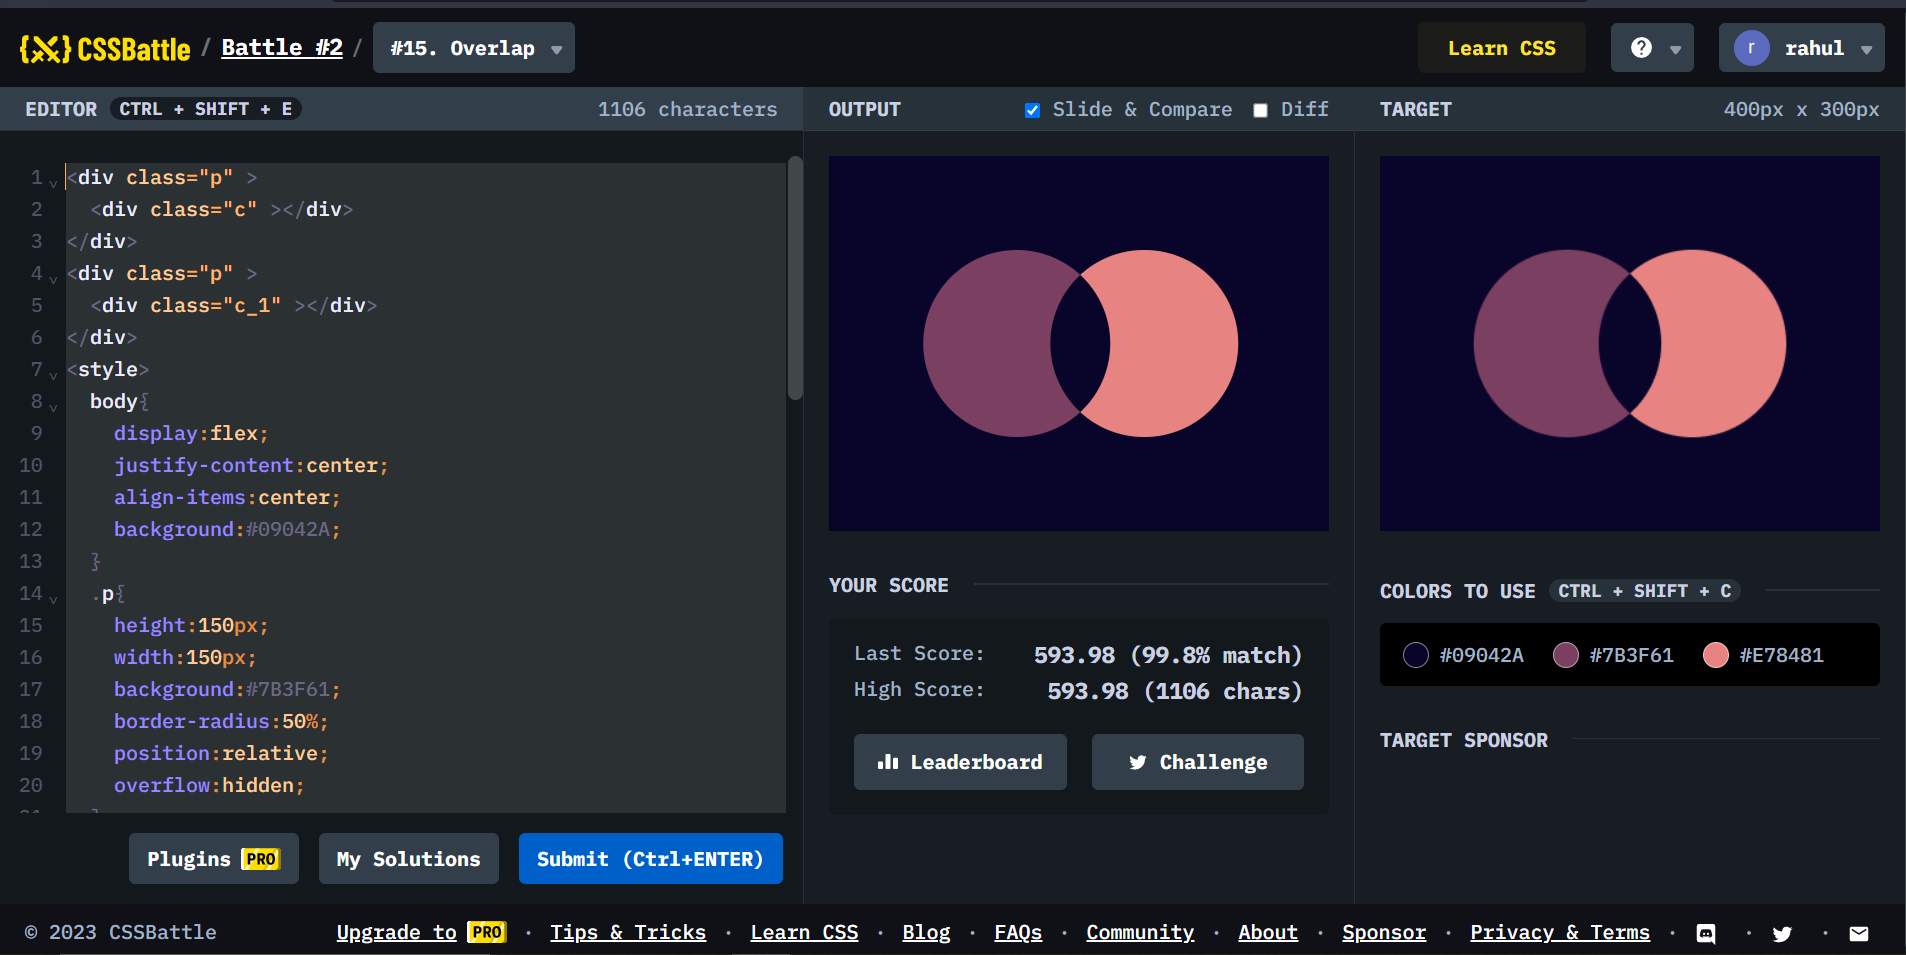 {X} CSSBattle / Battle #2 / #15. Overlap
Learn CSS
? r rahul
EDITOR CTRL + SHIFT + E 1106 characters
OUTPUT Slide & Compare Diff
TARGET 400px x 300px
1 <div class="p" >
2 <div class="c" ></div>
3 </div>
4 <div class="p" >
5 <div class="c_1" ></div>
6 </div>
7 <style>
8 body{
9 display:flex;
10 justify-content:center;
11 align-items:center;
12 background:#09042A;
13 }
14 .p{
15 height:150px;
16 width:150px;
17 background:#7B3F61;
18 border-radius:50%;
19 position:relative;
20 overflow:hidden;
Plugins PRO
My Solutions
Submit (Ctrl+ENTER)
YOUR SCORE
Last Score: 593.98 (99.8% match)
High Score: 593.98 (1106 chars)
Leaderboard
Challenge
COLORS TO USE CTRL + SHIFT + C
#09042A #7B3F61 #E78481
TARGET SPONSOR
© 2023 CSSBattle
Upgrade to PRO · Tips & Tricks · Learn CSS · Blog · FAQs · Community · About · Sponsor · Privacy & Terms · · ·